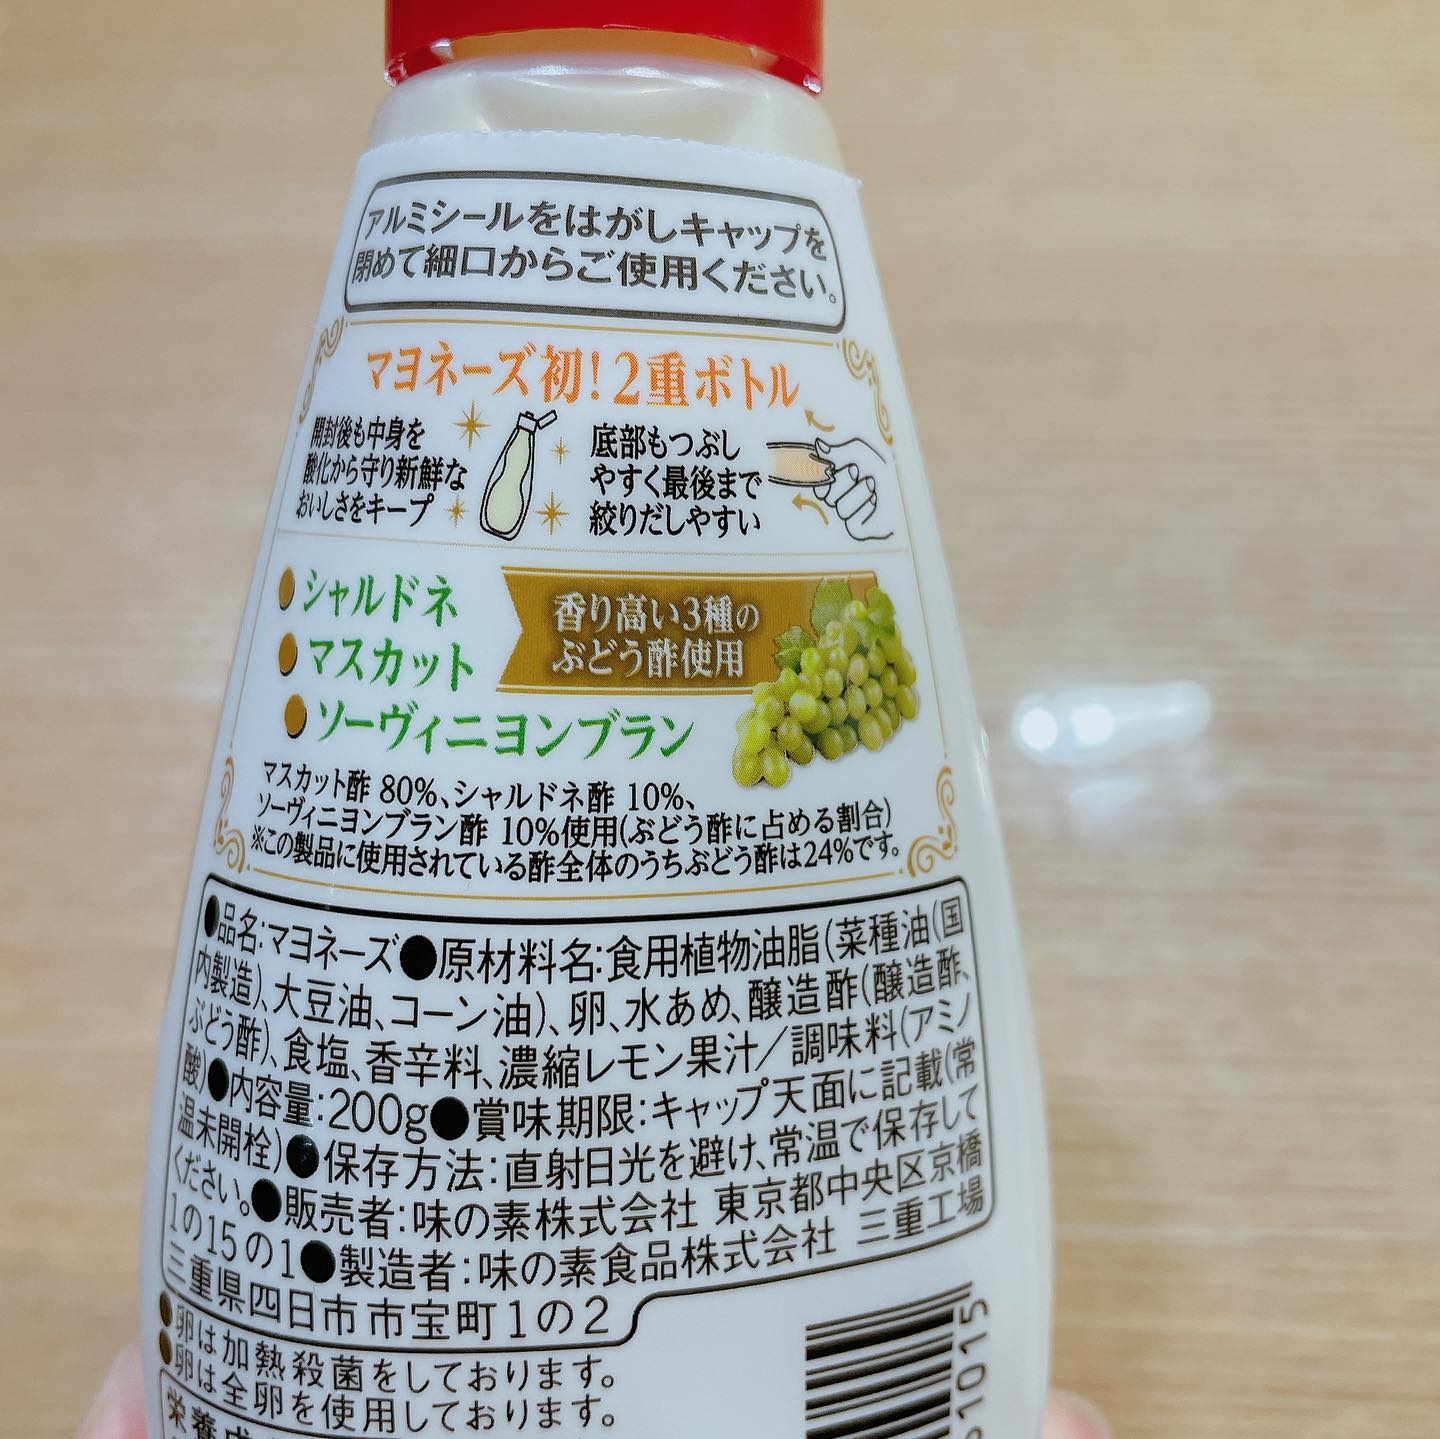 アルミシールをはがしキャップを
閉めて細口からご使用ください。
マヨネーズ初!2重ボトル
開封後も中身を
酸化から守り新鮮な
おいしさをキープ
底部もつぶし
やすく最後まで
絞りだしやすい
シャルドネ
マスカット
ソーヴィニヨンブラン
香り高い3種の
ぶどう酢使用
マスカット酢 80%、シャルドネ酢 10%、
ソーヴィニヨンブラン酢 10%使用(ぶどう酢に占める割合)
※この製品に使用されている酢全体のうちぶどう酢は24%です。
●品名:マヨネーズ●原材料名:食用植物油脂(菜種油(国
内製造)、大豆油、コーン油)、卵、水あめ、醸造酢(醸造酢、
ぶどう酢)、食塩、香辛料、濃縮レモン果汁/調味料(アミノ
酸)●内容量:200g●賞味期限:キャップ天面に記載(常
温未開栓)●保存方法:直射日光を避け、常温で保存して
ください。●販売者:味の素株式会社 東京都中央区京橋
1の15の1●製造者:味の素食品株式会社 三重工場
三重県四日市市宝町1の2
●卵は加熱殺菌をしております。
●卵は全卵を使用しております。
栄養成
1015